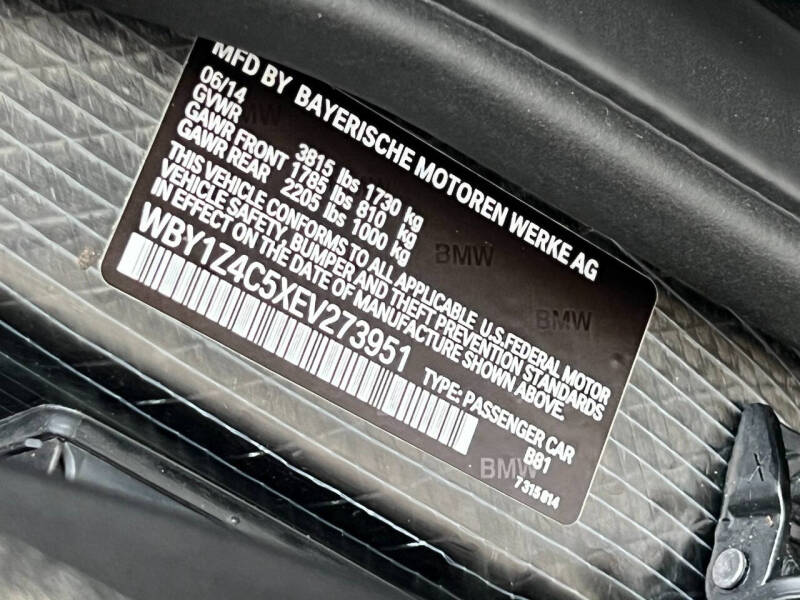 MFD BY BAYERISCHE MOTOREN WERKE AG
06/14
GVWR 3815 lbs 1730 kg
GAWR FRONT 1785 lbs 810 kg
GAWR REAR 2205 lbs 1000 kg
THIS VEHICLE CONFORMS TO ALL APPLICABLE U.S. FEDERAL MOTOR
VEHICLE SAFETY, BUMPER AND THEFT PREVENTION STANDARDS
IN EFFECT ON THE DATE OF MANUFACTURE SHOWN ABOVE.
WBY1Z4C5XEV273951 TYPE: PASSENGER CAR
B81
7 315 614
BMW
BMW
BMW
BMW